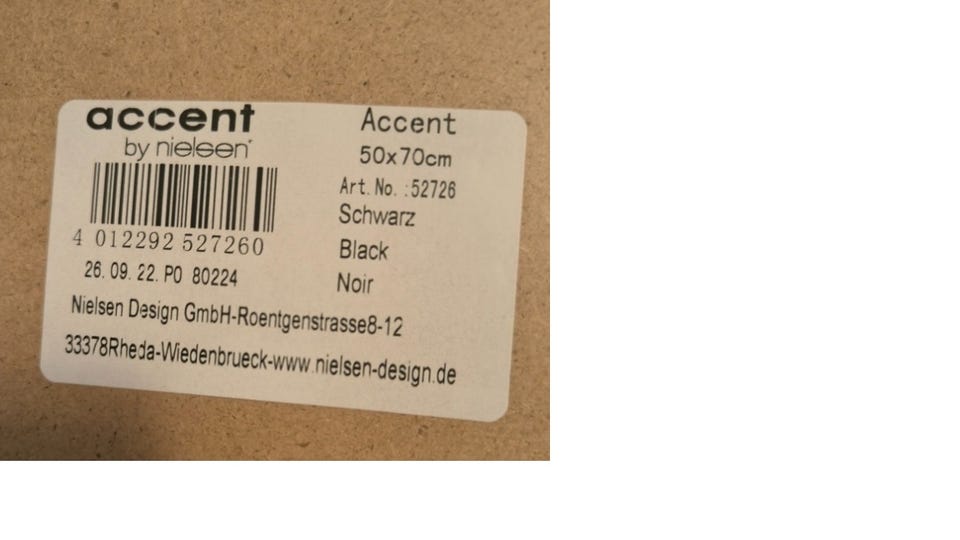 accent
by nielsen
4 012292 527260
26. 09. 22. PO 80224
Accent
50x70cm
Art. No. :52726
Schwarz
Black
Noir
Nielsen Design GmbH-Roentgenstrasse8-12
33378Rheda-Wiedenbrueck-www.nielsen-design.de